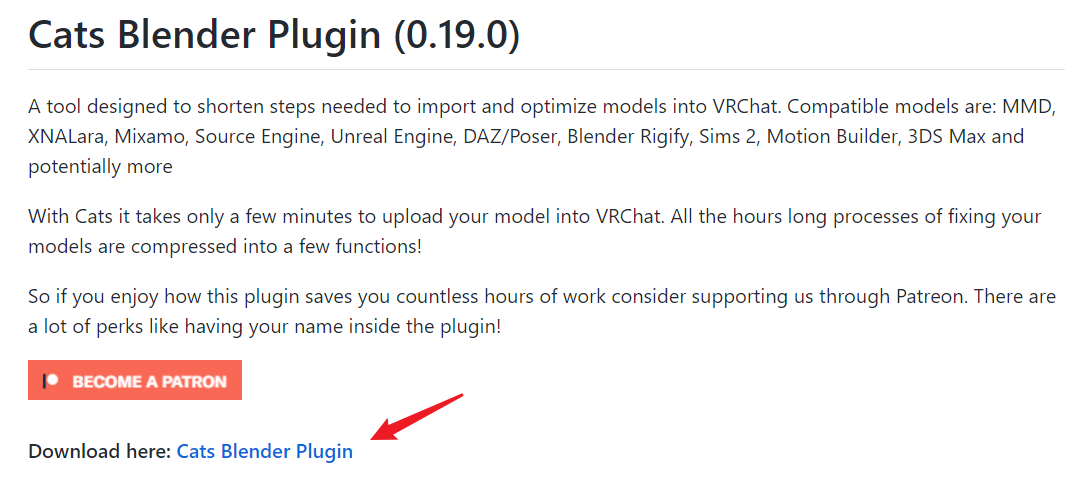 Cats Blender Plugin (0.19.0)
A tool designed to shorten steps needed to import and optimize models into VRChat. Compatible models are: MMD,
XNALara, Mixamo, Source Engine, Unreal Engine, DAZ/Poser, Blender Rigify, Sims 2, Motion Builder, 3DS Max and
potentially more
With Cats it takes only a few minutes to upload your model into VRChat. All the hours long processes of fixing your
models are compressed into a few functions!
So if you enjoy how this plugin saves you countless hours of work consider supporting us through Patreon. There are
a lot of perks like having your name inside the plugin!
BECOME A PATRON
Download here: Cats Blender Plugin